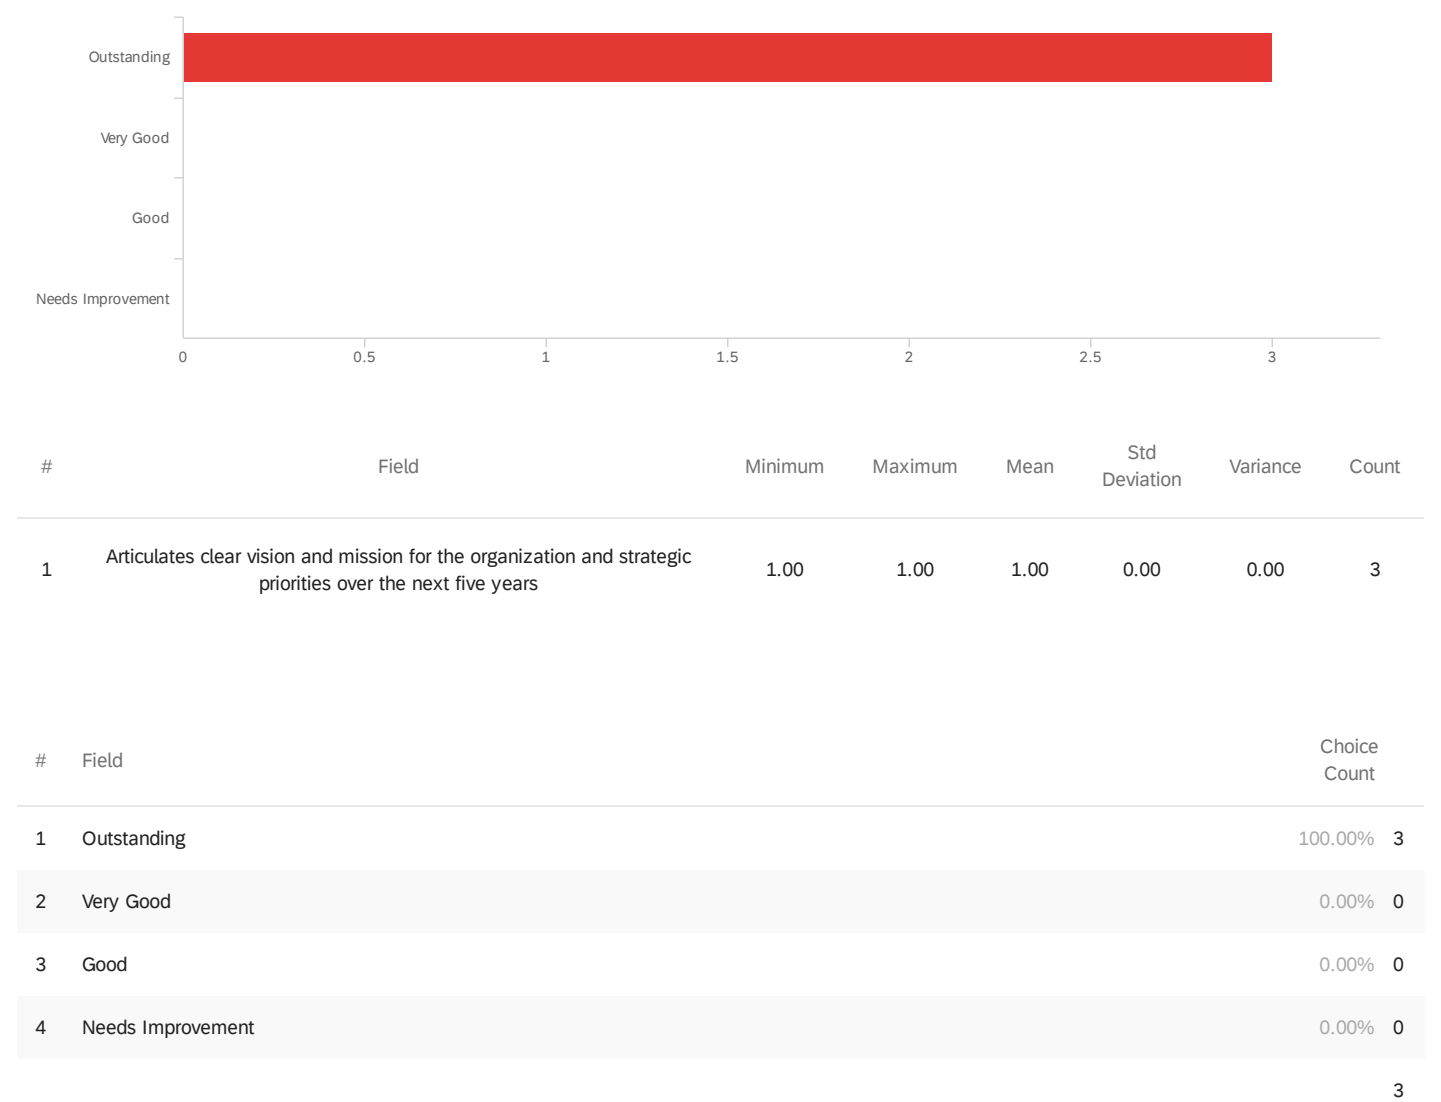 Outstanding
Very Good
Good
Needs Improvement
0 0.5 1 1.5 2 2.5 3
# Field Minimum Maximum Mean Std Deviation Variance Count
1 Articulates clear vision and mission for the organization and strategic
priorities over the next five years 1.00 1.00 1.00 0.00 0.00 3
# Field Choice Count
1 Outstanding 100.00% 3
2 Very Good 0.00% 0
3 Good 0.00% 0
4 Needs Improvement 0.00% 0
3